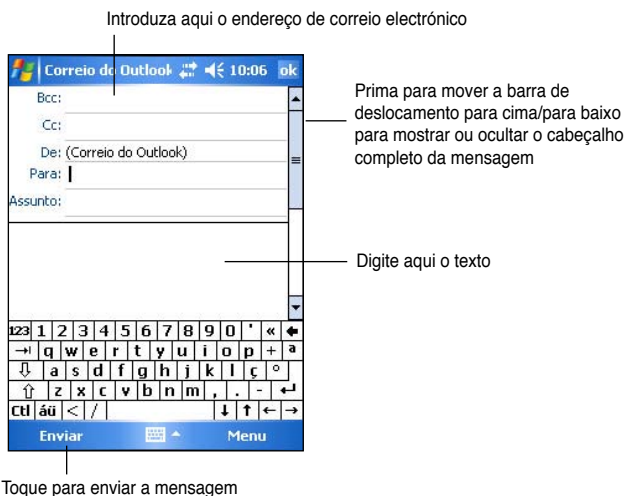 Introduza aqui o endereço de correio electrónico
Correio do Outlook 10:06 ok
Bcc:
Cc:
De: (Correio do Outlook)
Para:
Assunto:
Prima para mover a barra de
deslocamento para cima/para baixo
para mostrar ou ocultar o cabeçalho
completo da mensagem
Digite aqui o texto
123 1 2 3 4 5 6 7 8 9 0 ' «
q w e r t y u i o p + ª
a s d f g h j k l ç º
z x c v b n m , . -
Ctl áü < /
Enviar Menu
Toque para enviar a mensagem